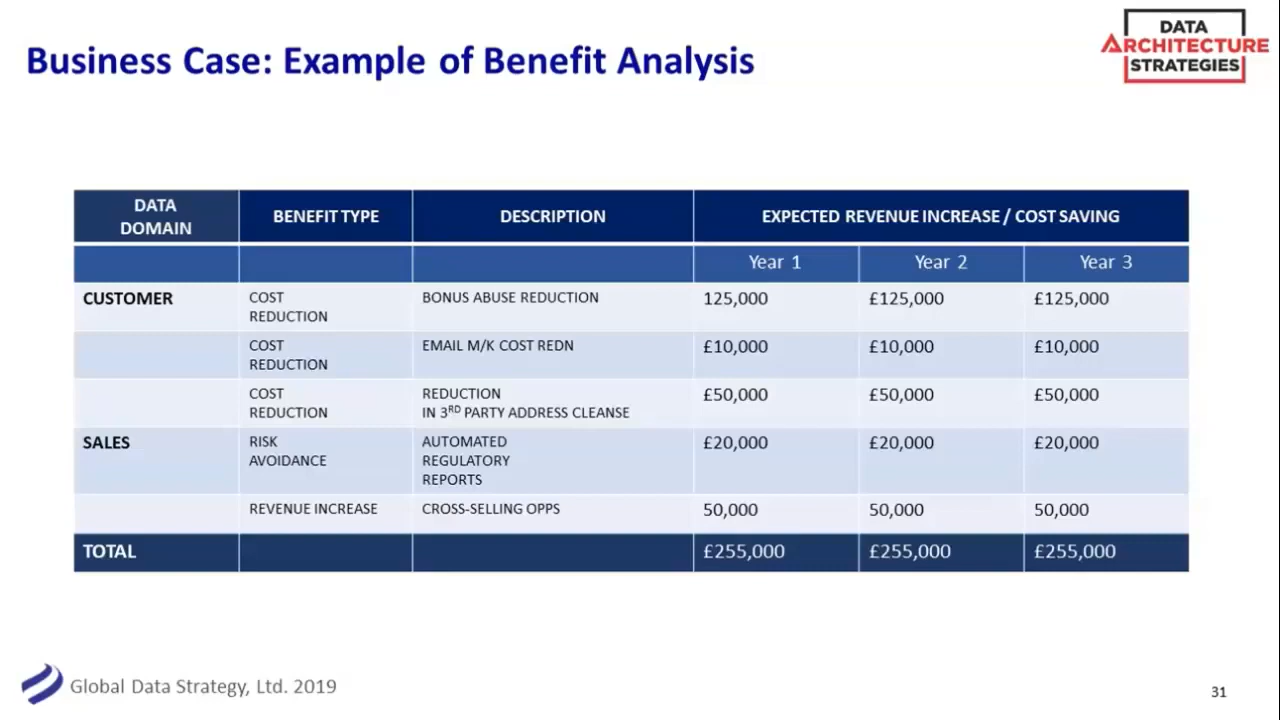 Business Case: Example of Benefit Analysis
DATA
ARCHITECTURE
STRATEGIES
DATA
DOMAIN
BENEFIT TYPE
DESCRIPTION
EXPECTED REVENUE INCREASE / COST SAVING
Year 1
Year 2
Year 3
CUSTOMER
COST
REDUCTION
BONUS ABUSE REDUCTION
125,000
£125,000
£125,000
COST
REDUCTION
EMAIL M/K COST REDN
£10,000
£10,000
£10,000
COST
REDUCTION
REDUCTION
IN 3RD PARTY ADDRESS CLEANSE
£50,000
£50,000
£50,000
SALES
RISK
AVOIDANCE
AUTOMATED
REGULATORY
REPORTS
£20,000
£20,000
£20,000
REVENUE INCREASE
CROSS-SELLING OPPS
50,000
50,000
50,000
TOTAL
£255,000
£255,000
£255,000
Global Data Strategy, Ltd. 2019
31